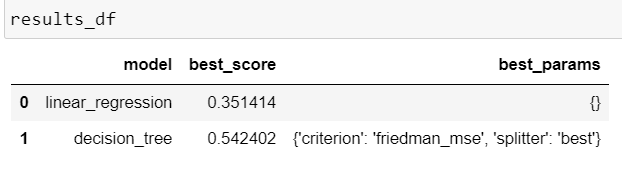 results_df
model best_score best_params
0 linear_regression 0.351414 {}
1 decision_tree 0.542402 {'criterion': 'friedman_mse', 'splitter': 'best'}